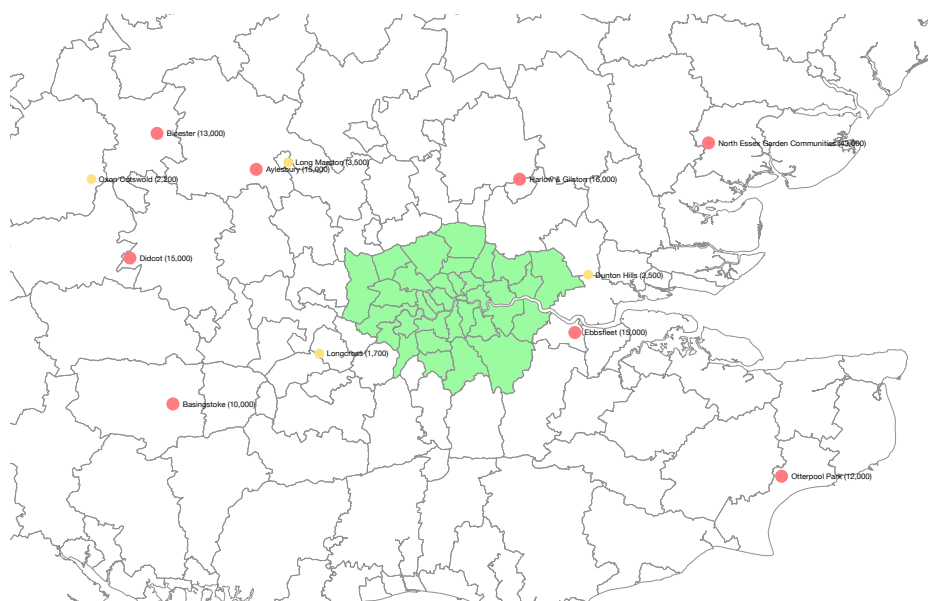 Bicester (13,000)
North Essex Garden Communities (43,000)
Long Marston (3,500)
Aylesbury (15,000)
Oxon Cotswold (2,200)
Harlow & Gilston (16,000)
Didcot (15,000)
Dunton Hills (2,500)
Ebbsfleet (15,000)
Longcross (1,700)
Basingstoke (10,000)
Otterpool Park (12,000)